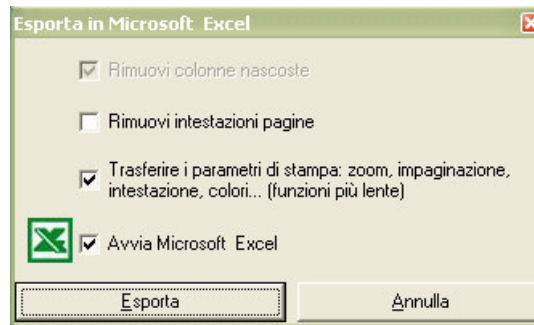 Esporta in Microsoft Excel
Rimuovi colonne nascoste
Rimuovi intestazioni pagine
Trasferire i parametri di stampa: zoom, impaginazione,
intestazione, colori... (funzioni più lente)
Avvia Microsoft Excel
Esporta
Annulla